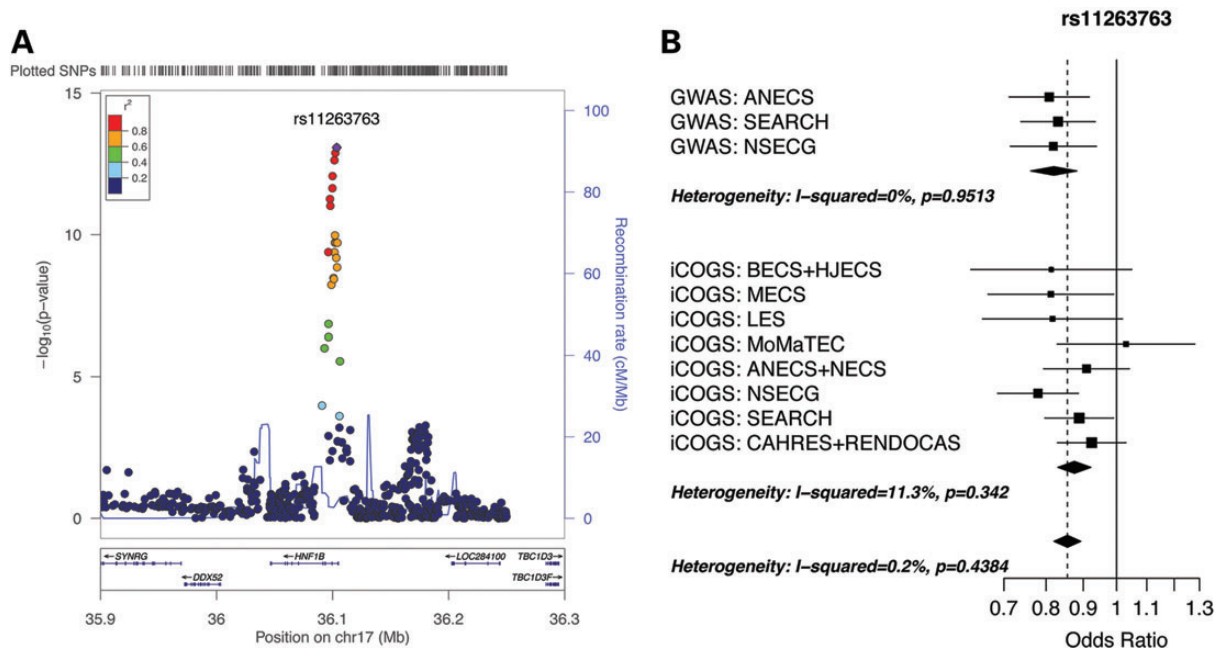 A
Plotted SNPs
15
10
5
0
−log10(p−value)
r2
0.8
0.6
0.4
0.2
rs11263763
100
80
60
40
20
0
Recombination rate (cM/Mb)
SYNRG
HNF1B
LOC284100
TBC1D3
DDX52
TBC1D3F
35.9
36
36.1
36.2
36.3
Position on chr17 (Mb)
B
rs11263763
GWAS: ANECS
GWAS: SEARCH
GWAS: NSECG
Heterogeneity: I−squared=0%, p=0.9513
iCOGS: BECS+HJECS
iCOGS: MECS
iCOGS: LES
iCOGS: MoMaTEC
iCOGS: ANECS+NECS
iCOGS: NSECG
iCOGS: SEARCH
iCOGS: CAHRES+RENDOCAS
Heterogeneity: I−squared=11.3%, p=0.342
Heterogeneity: I−squared=0.2%, p=0.4384
0.7 0.8 0.9 1 1.1 1.3
Odds Ratio